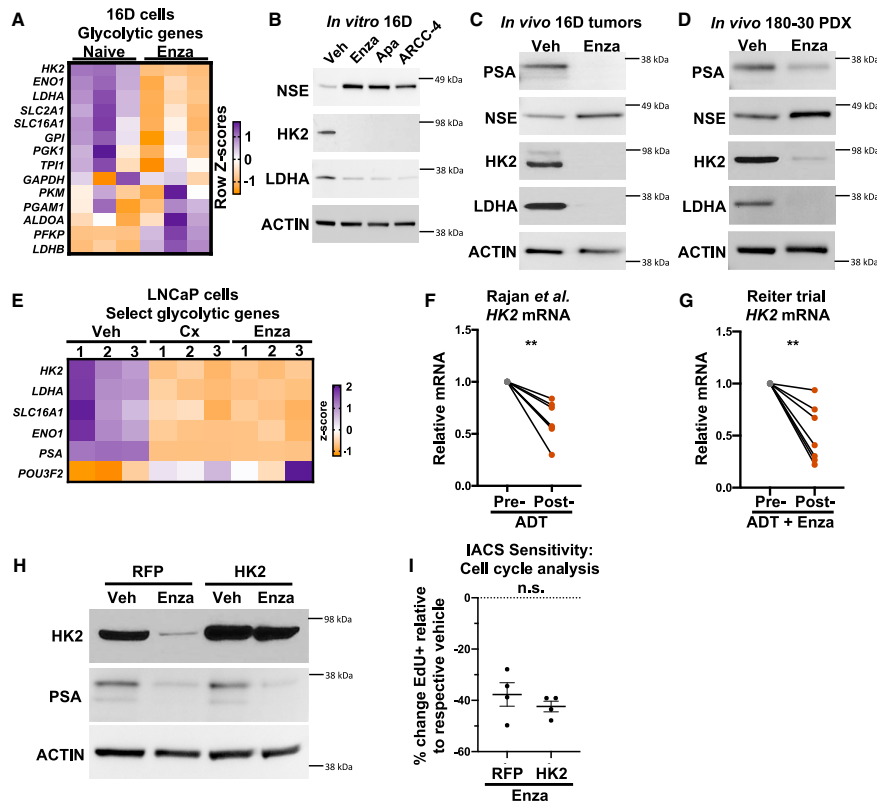 A
16D cells
Glycolytic genes
Naive Enza
HK2
ENO1
LDHA
SLC2A1
SLC16A1
GPI
PGK1
TPI1
GAPDH
PKM
PGAM1
ALDOA
PFKP
LDHB
1
0
-1
Row Z-scores
B
In vitro 16D
Veh Enza Apa ARCC-4
NSE
49 kDa
HK2
98 kDa
LDHA
38 kDa
ACTIN
38 kDa
C
In vivo 16D tumors
Veh Enza
PSA
38 kDa
NSE
49 kDa
HK2
98 kDa
LDHA
38 kDa
ACTIN
38 kDa
D
In vivo 180-30 PDX
Veh Enza
PSA
38 kDa
NSE
49 kDa
HK2
98 kDa
LDHA
38 kDa
ACTIN
38 kDa
E
LNCaP cells
Select glycolytic genes
Veh Cx Enza
1 2 3 1 2 3 1 2 3
HK2
LDHA
SLC16A1
ENO1
PSA
POU3F2
2
1
0
-1
z-score
F
Rajan et al.
HK2 mRNA
**
Relative mRNA
1.5
1.0
0.5
0.0
Pre- Post-
ADT
G
Reiter trial
HK2 mRNA
**
Relative mRNA
1.5
1.0
0.5
0.0
Pre- Post-
ADT + Enza
H
RFP HK2
Veh Enza Veh Enza
HK2
98 kDa
PSA
38 kDa
ACTIN
38 kDa
I
IACS Sensitivity:
Cell cycle analysis
n.s.
% change EdU+ relative
to respective vehicle
0
-20
-40
-60
RFP HK2
Enza